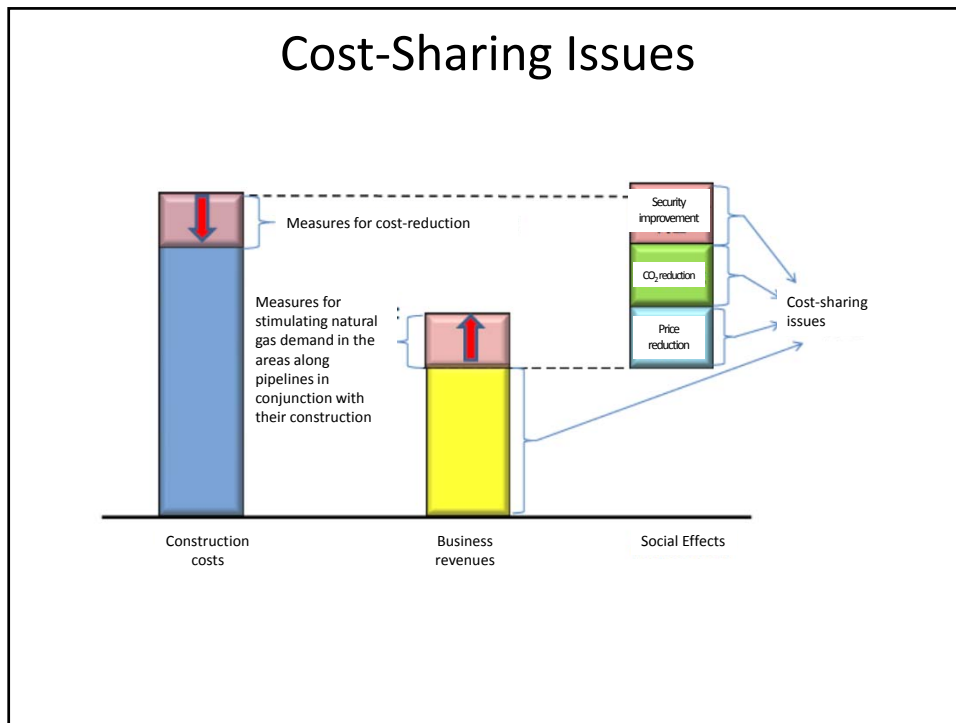 Cost-Sharing Issues
Security
improvement
Measures for cost-reduction
CO₂ reduction
Measures for
stimulating natural
gas demand in the
areas along
pipelines in
conjunction with
their construction
Cost-sharing
issues
Price
reduction
Construction
costs
Business
revenues
Social Effects